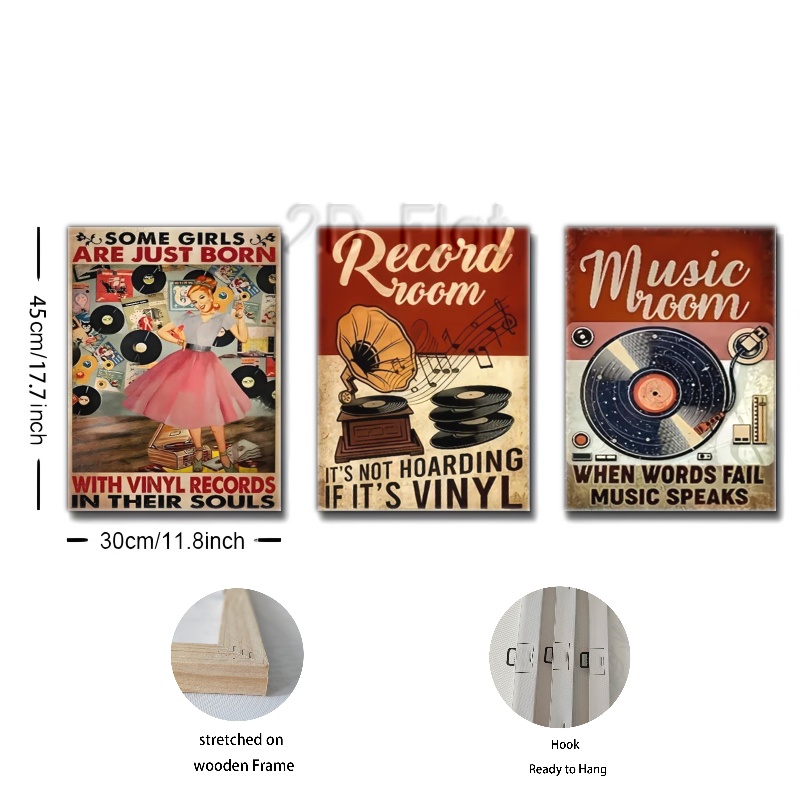 2D Flat
SOME GIRLS
ARE JUST BORN
WITH VINYL RECORDS
IN THEIR SOULS
Record
room
IT'S NOT HOARDING
IF IT'S VINYL
Music
room
WHEN WORDS FAIL
MUSIC SPEAKS
45cm/17.7inch
30cm/11.8inch
stretched on
wooden Frame
Hook
Ready to Hang